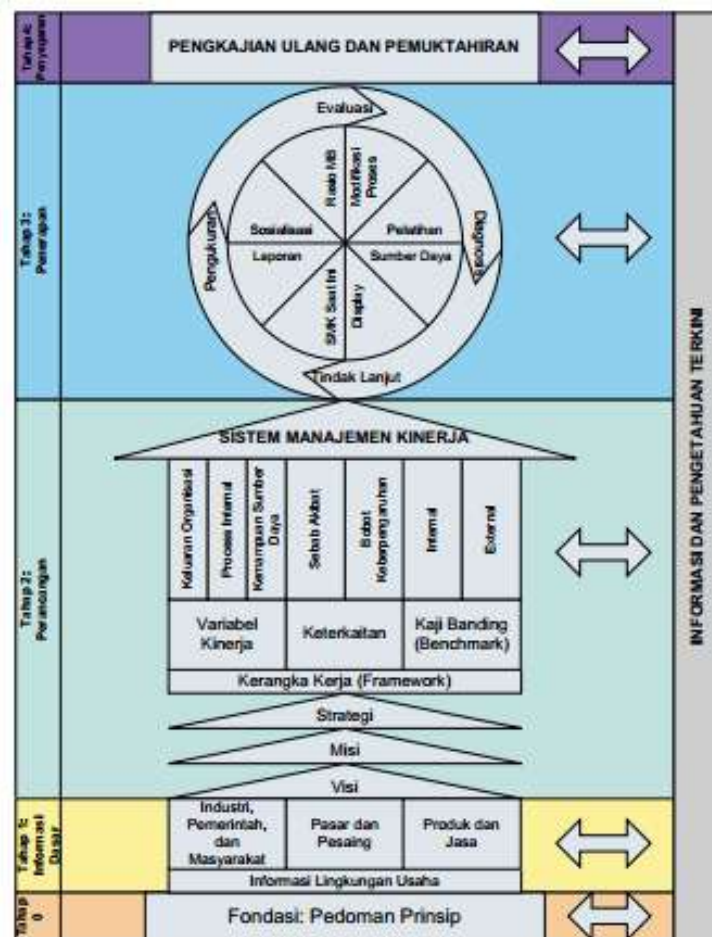 Tahap 4:
Penyegaran
PENGKAJIAN ULANG DAN PEMUKTAHIRAN
Tahap 3:
Penerapan
Evaluasi
Rasio MB
Modifikasi
Proses
Pengukuran
Sosialisasi
Pelatihan
Diagnosis
Laporan
Sumber Daya
SMK Saat Ini
Display
Tindak Lanjut
INFORMASI DAN PENGETAHUAN TERKINI
Tahap 2:
Perancangan
SISTEM MANAJEMEN KINERJA
Keluaran Organisasi
Proses Internal
Kemampuan Sumber
Daya
Sebab Akibat
Bobot
Keberpengaruhan
Internal
External
Variabel
Kinerja
Keterkaitan
Kaji Banding
(Benchmark)
Kerangka Kerja (Framework)
Strategi
Misi
Visi
Tahap 1:
Informasi
Dasar
Industri,
Pemerintah,
dan
Masyarakat
Pasar dan
Pesaing
Produk dan
Jasa
Informasi Lingkungan Usaha
Tahap
0
Fondasi: Pedoman Prinsip